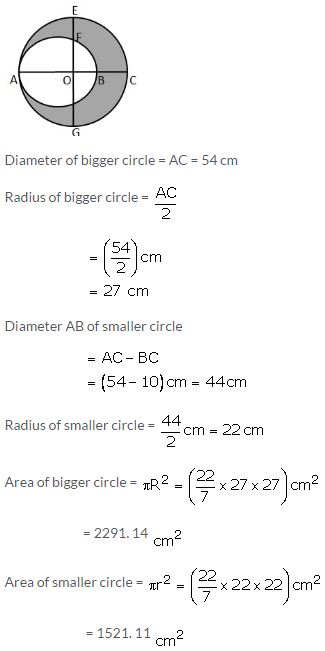 E
F
A O B C
G
Diameter of bigger circle = AC = 54 cm
Radius of bigger circle = AC/2
= (54/2) cm
= 27 cm
Diameter AB of smaller circle
= AC − BC
= (54 − 10) cm = 44 cm
Radius of smaller circle = 44/2 cm = 22 cm
Area of bigger circle = πR² = (22/7 x 27 x 27) cm²
= 2291. 14 cm²
Area of smaller circle = πr² = (22/7 x 22 x 22) cm²
= 1521. 11 cm²